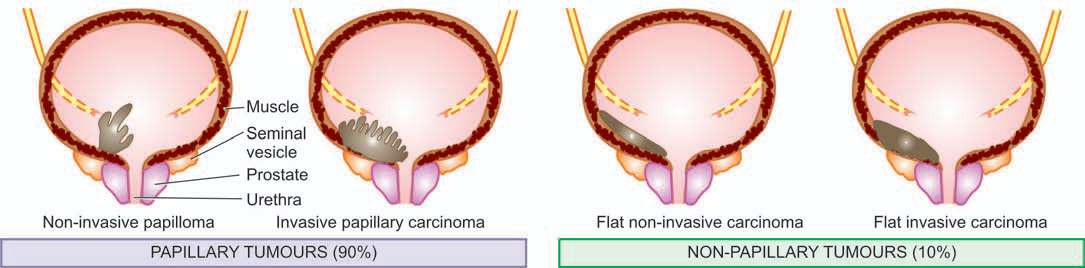 Muscle
Seminal
vesicle
Prostate
Urethra
Non-invasive papilloma
Invasive papillary carcinoma
Flat non-invasive carcinoma
Flat invasive carcinoma
PAPILLARY TUMOURS (90%)
NON-PAPILLARY TUMOURS (10%)